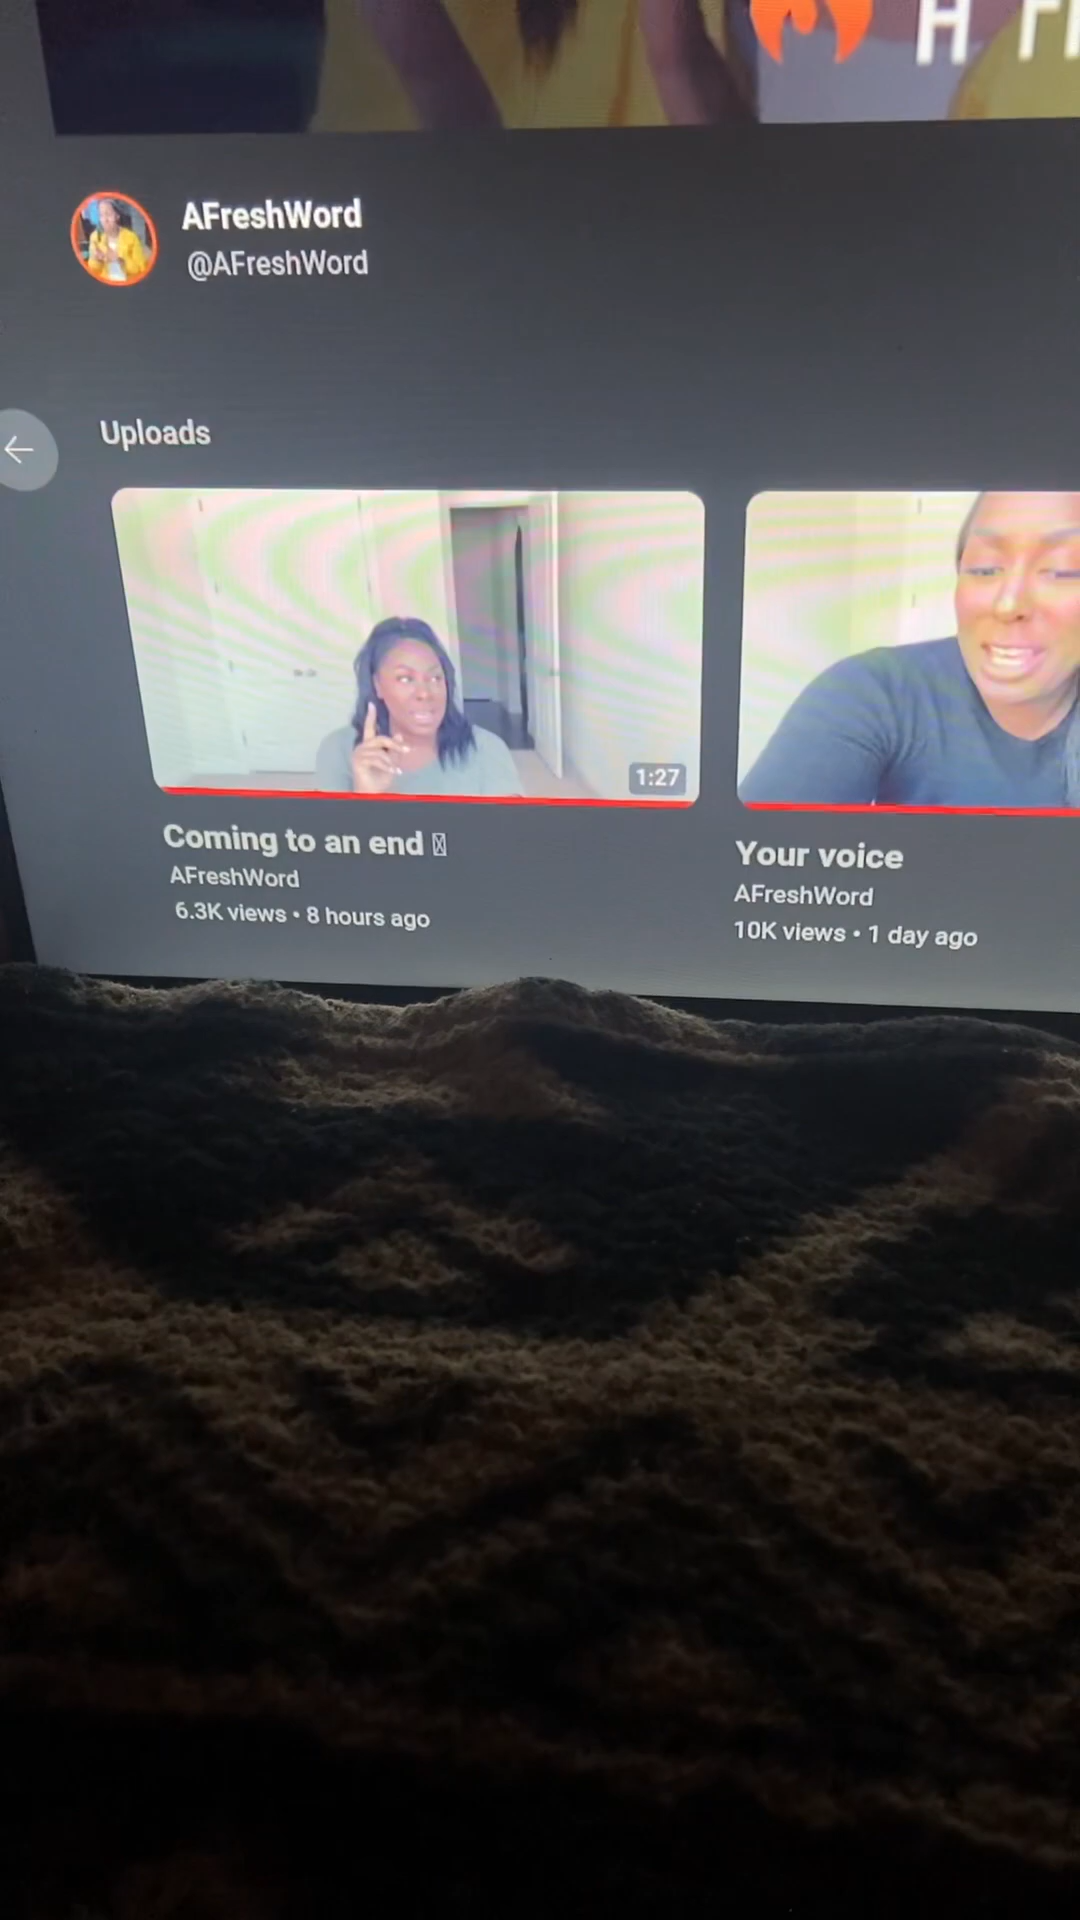 AFreshWord
@AFreshWord
Uploads
1:27
Coming to an end
AFreshWord
6.3K views • 8 hours ago
Your voice
AFreshWord
10K views • 1 day ago